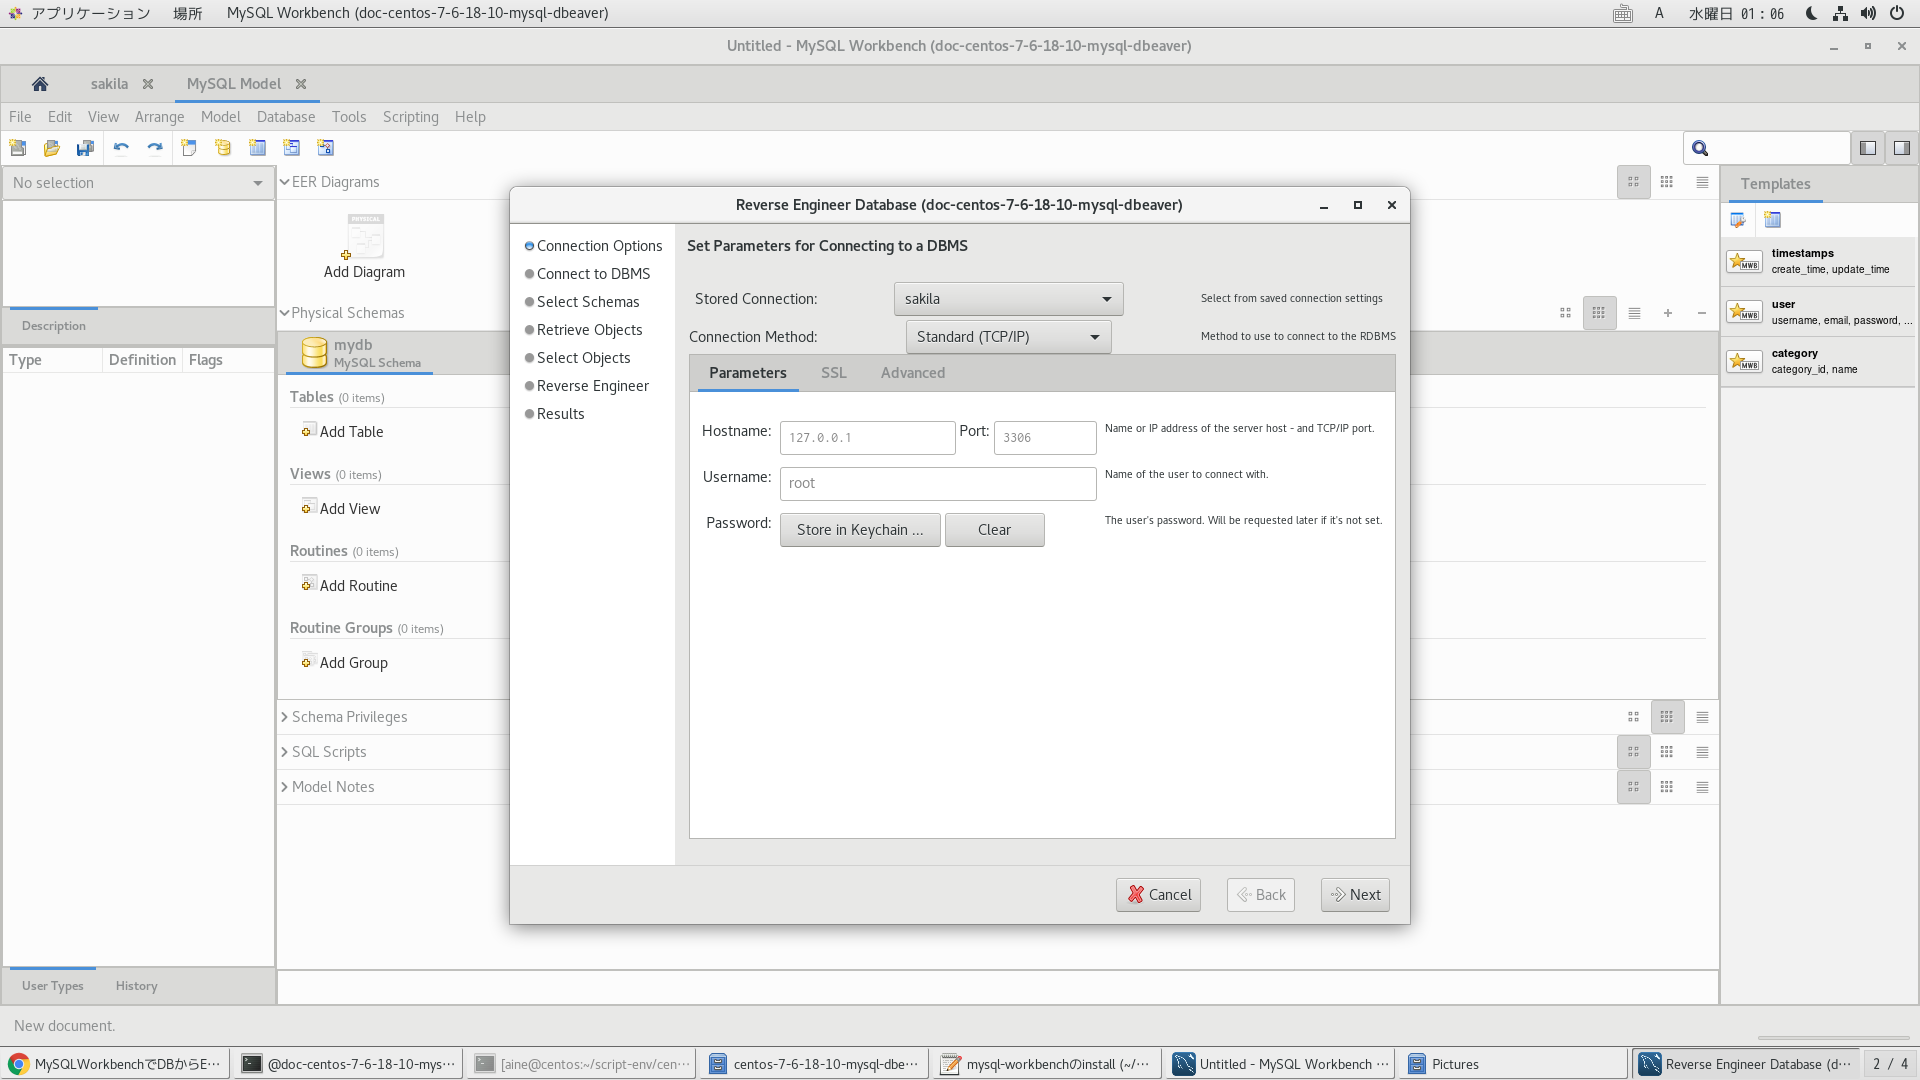 アプリケーション 場所 MySQL Workbench (doc-centos-7-6-18-10-mysql-dbeaver) A 水曜日 01：06
Untitled - MySQL Workbench (doc-centos-7-6-18-10-mysql-dbeaver)
sakila MySQL Model
File Edit View Arrange Model Database Tools Scripting Help
No selection
EER Diagrams
PHYSICAL
Add Diagram
Physical Schemas
mydb
MySQL Schema
Description
Type Definition Flags
Tables (0 items)
Add Table
Views (0 items)
Add View
Routines (0 items)
Add Routine
Routine Groups (0 items)
Add Group
Schema Privileges
SQL Scripts
Model Notes
User Types History
New document.
Templates
timestamps
create_time, update_time
user
username, email, password, ...
category
category_id, name
MWB
MWB
MWB
Reverse Engineer Database (doc-centos-7-6-18-10-mysql-dbeaver)
Connection Options
Connect to DBMS
Select Schemas
Retrieve Objects
Select Objects
Reverse Engineer
Results
Set Parameters for Connecting to a DBMS
Stored Connection: sakila Select from saved connection settings
Connection Method: Standard (TCP/IP) Method to use to connect to the RDBMS
Parameters SSL Advanced
Hostname: 127.0.0.1 Port: 3306 Name or IP address of the server host - and TCP/IP port.
Username: root Name of the user to connect with.
Password: Store in Keychain ... Clear The user's password. Will be requested later if it's not set.
Cancel Back Next
MySQLWorkbenchでDBからE… @doc-centos-7-6-18-10-mys… [aine@centos:~/script-env/cen… centos-7-6-18-10-mysql-dbe… mysql-workbenchのinstall (~/… Untitled - MySQL Workbench … Pictures Reverse Engineer Database (d… 2 / 4